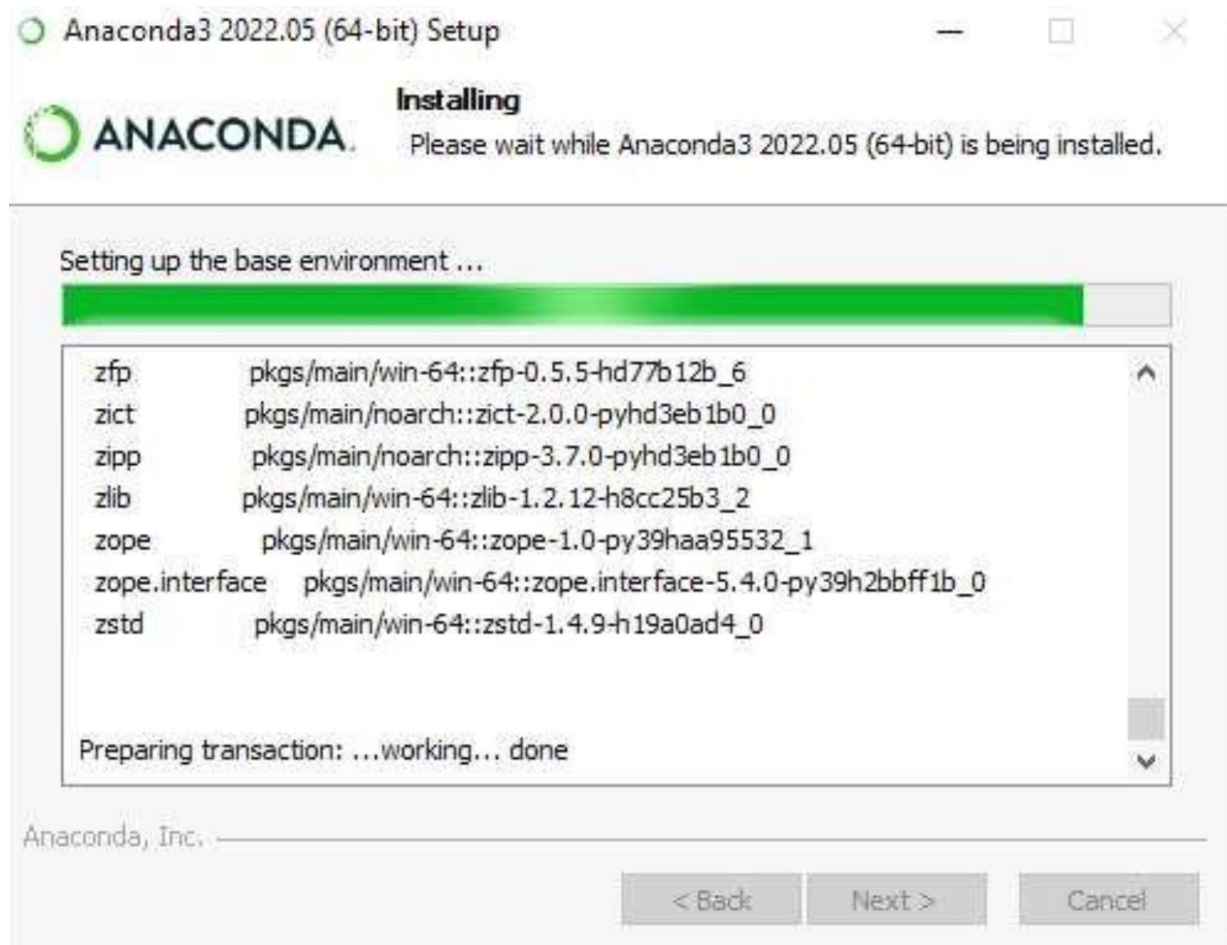 Anaconda3 2022.05 (64-bit) Setup
ANACONDA.
Installing
Please wait while Anaconda3 2022.05 (64-bit) is being installed.
Setting up the base environment ...
zfp pkgs/main/win-64::zfp-0.5.5-hd77b12b_6
zict pkgs/main/noarch::zict-2.0.0-pyhd3eb1b0_0
zipp pkgs/main/noarch::zipp-3.7.0-pyhd3eb1b0_0
zlib pkgs/main/win-64::zlib-1.2.12-h8cc25b3_2
zope pkgs/main/win-64::zope-1.0-py39haa95532_1
zope.interface pkgs/main/win-64::zope.interface-5.4.0-py39h2bbff1b_0
zstd pkgs/main/win-64::zstd-1.4.9-h19a0ad4_0
Preparing transaction: ...working... done
Anaconda, Inc.
< Back Next > Cancel